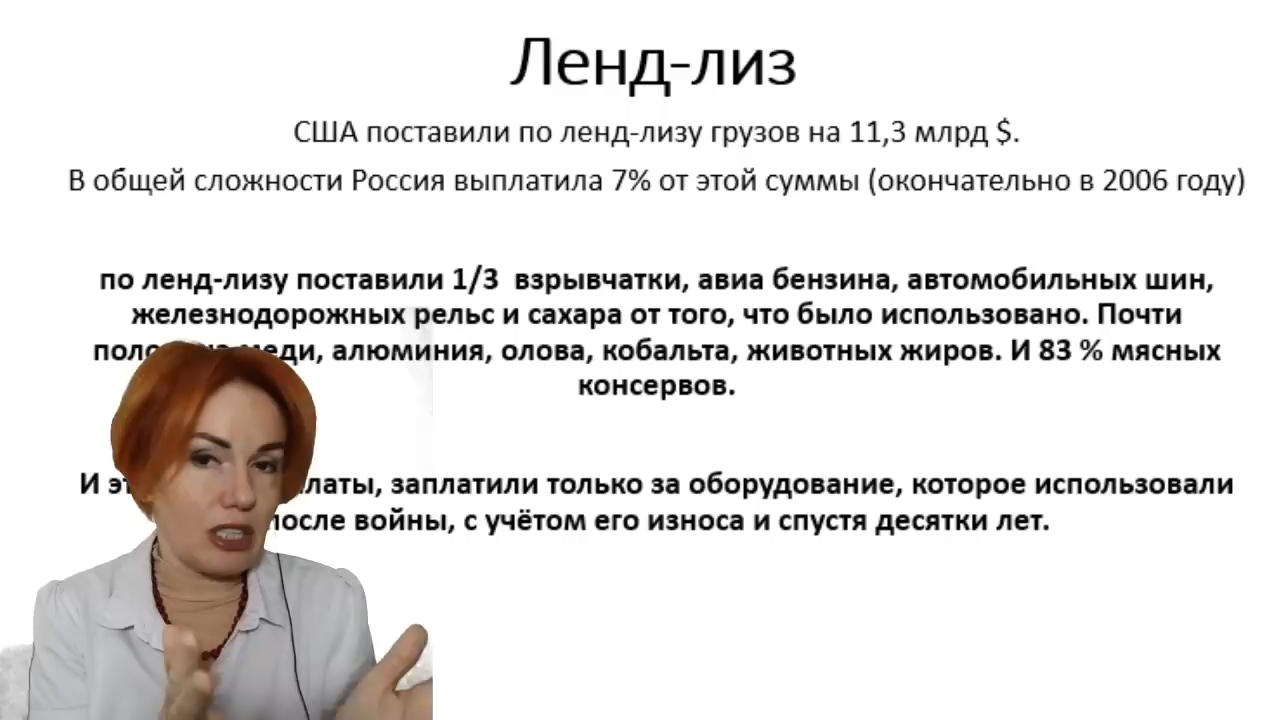 Ленд-лиз
США поставили по ленд-лизу грузов на 11,3 млрд $.
В общей сложности Россия выплатила 7% от этой суммы (окончательно в 2006 году)
по ленд-лизу поставили 1/3 взрывчатки, авиа бензина, автомобильных шин,
железнодорожных рельс и сахара от того, что было использовано. Почти
алюминия, олова, кобальта, животных жиров. И 83 % мясных
консервов.
И заплатили только за оборудование, которое использовали
после войны, с учётом его износа и спустя десятки лет.